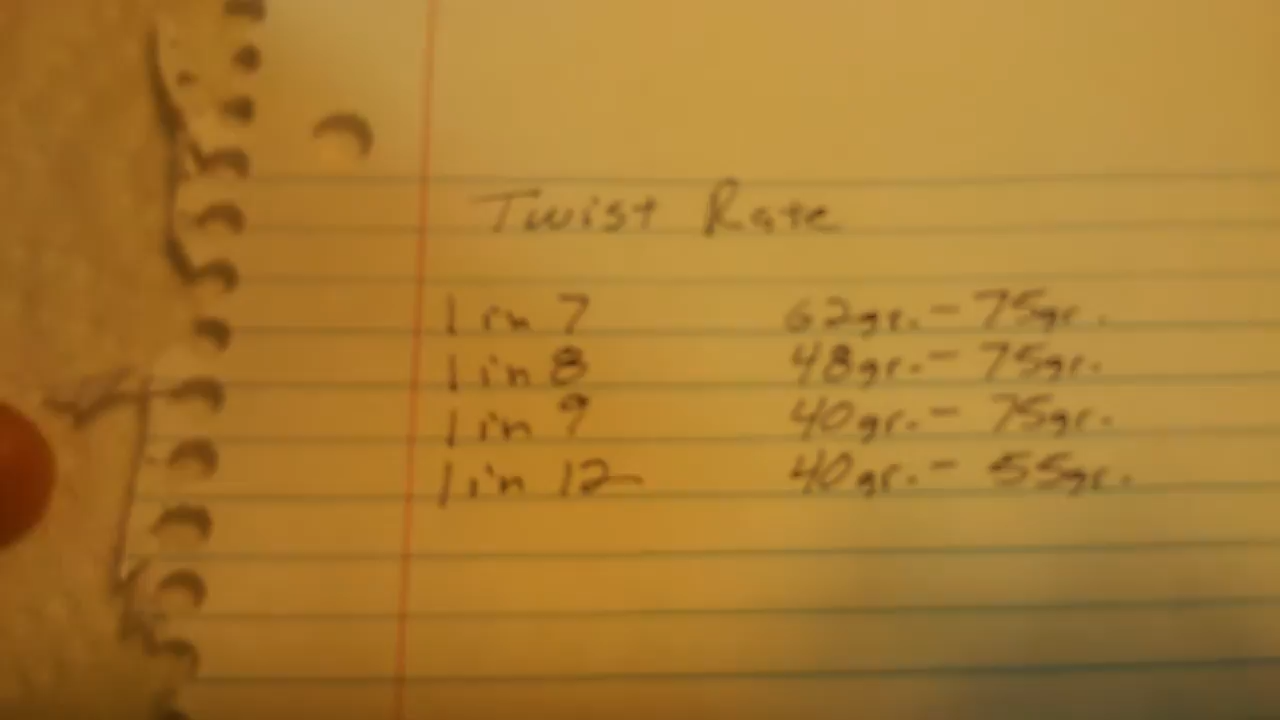 Twist Rate
1 in 7 62gr. - 75gr.
1 in 8 48gr. - 75gr.
1 in 9 40gr. - 75gr.
1 in 12 40gr. - 55gr.